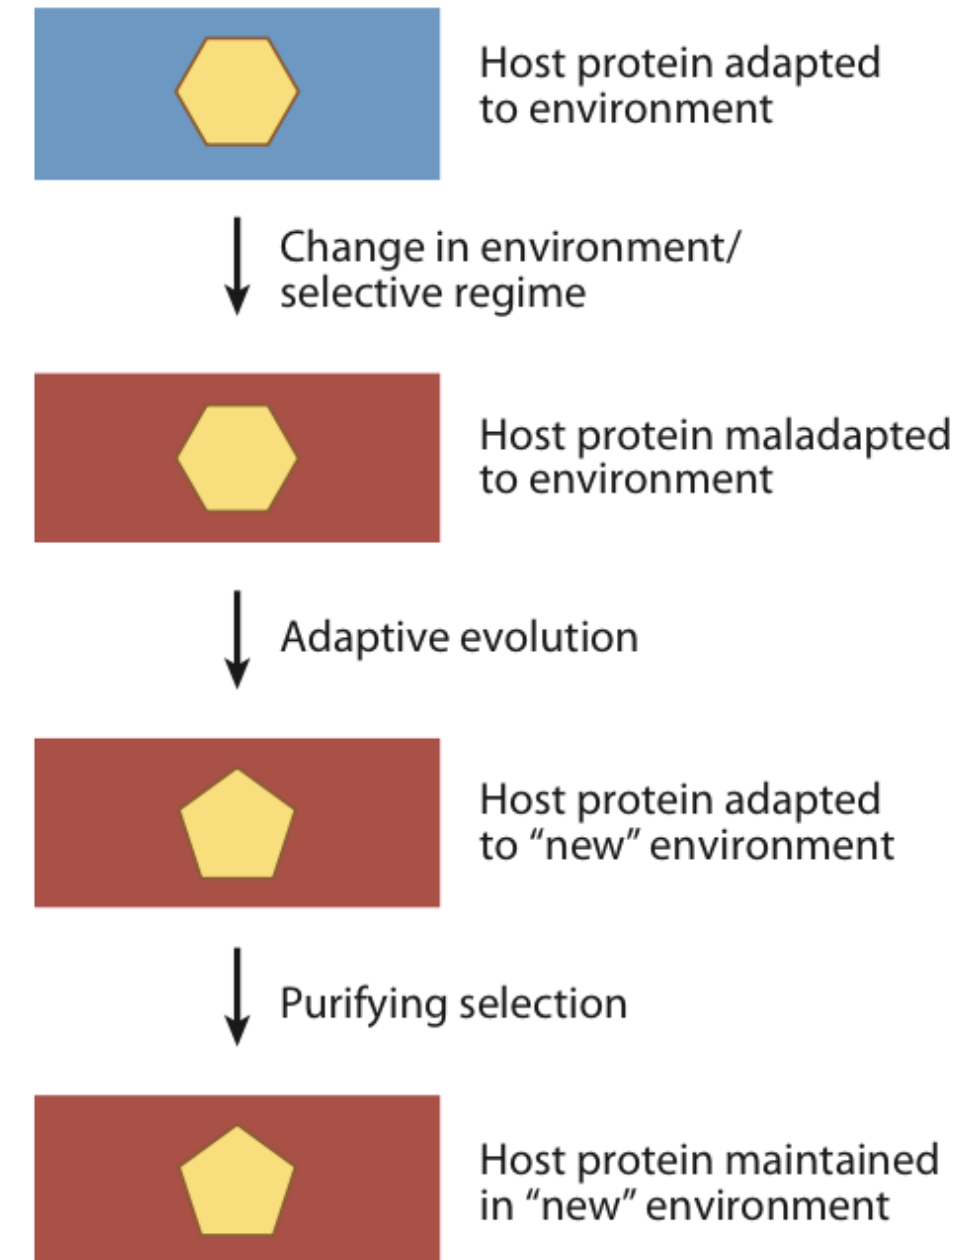 Host protein adapted
to environment
Change in environment/
selective regime
Host protein maladapted
to environment
Adaptive evolution
Host protein adapted
to “new” environment
Purifying selection
Host protein maintained
in “new” environment